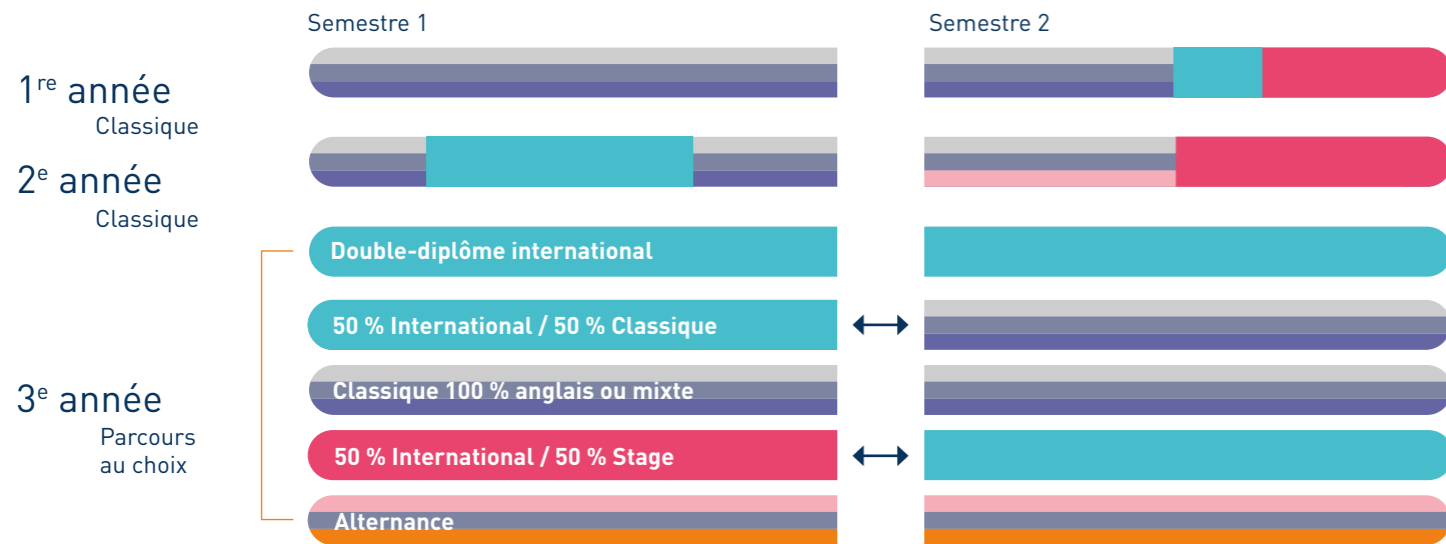 Semestre 1
Semestre 2
1re année
Classique
2e année
Classique
Double-diplôme international
50 % International / 50 % Classique
3e année
Parcours
au choix
Classique 100 % anglais ou mixte
50 % International / 50 % Stage
Alternance